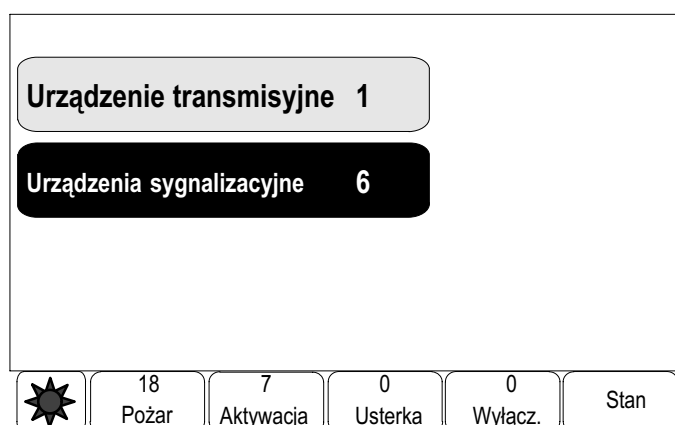 Urządzenie transmisyjne 1
Urządzenia sygnalizacyjne 6
18 7 0 0
Pożar Aktywacja Usterka Wyłącz. Stan